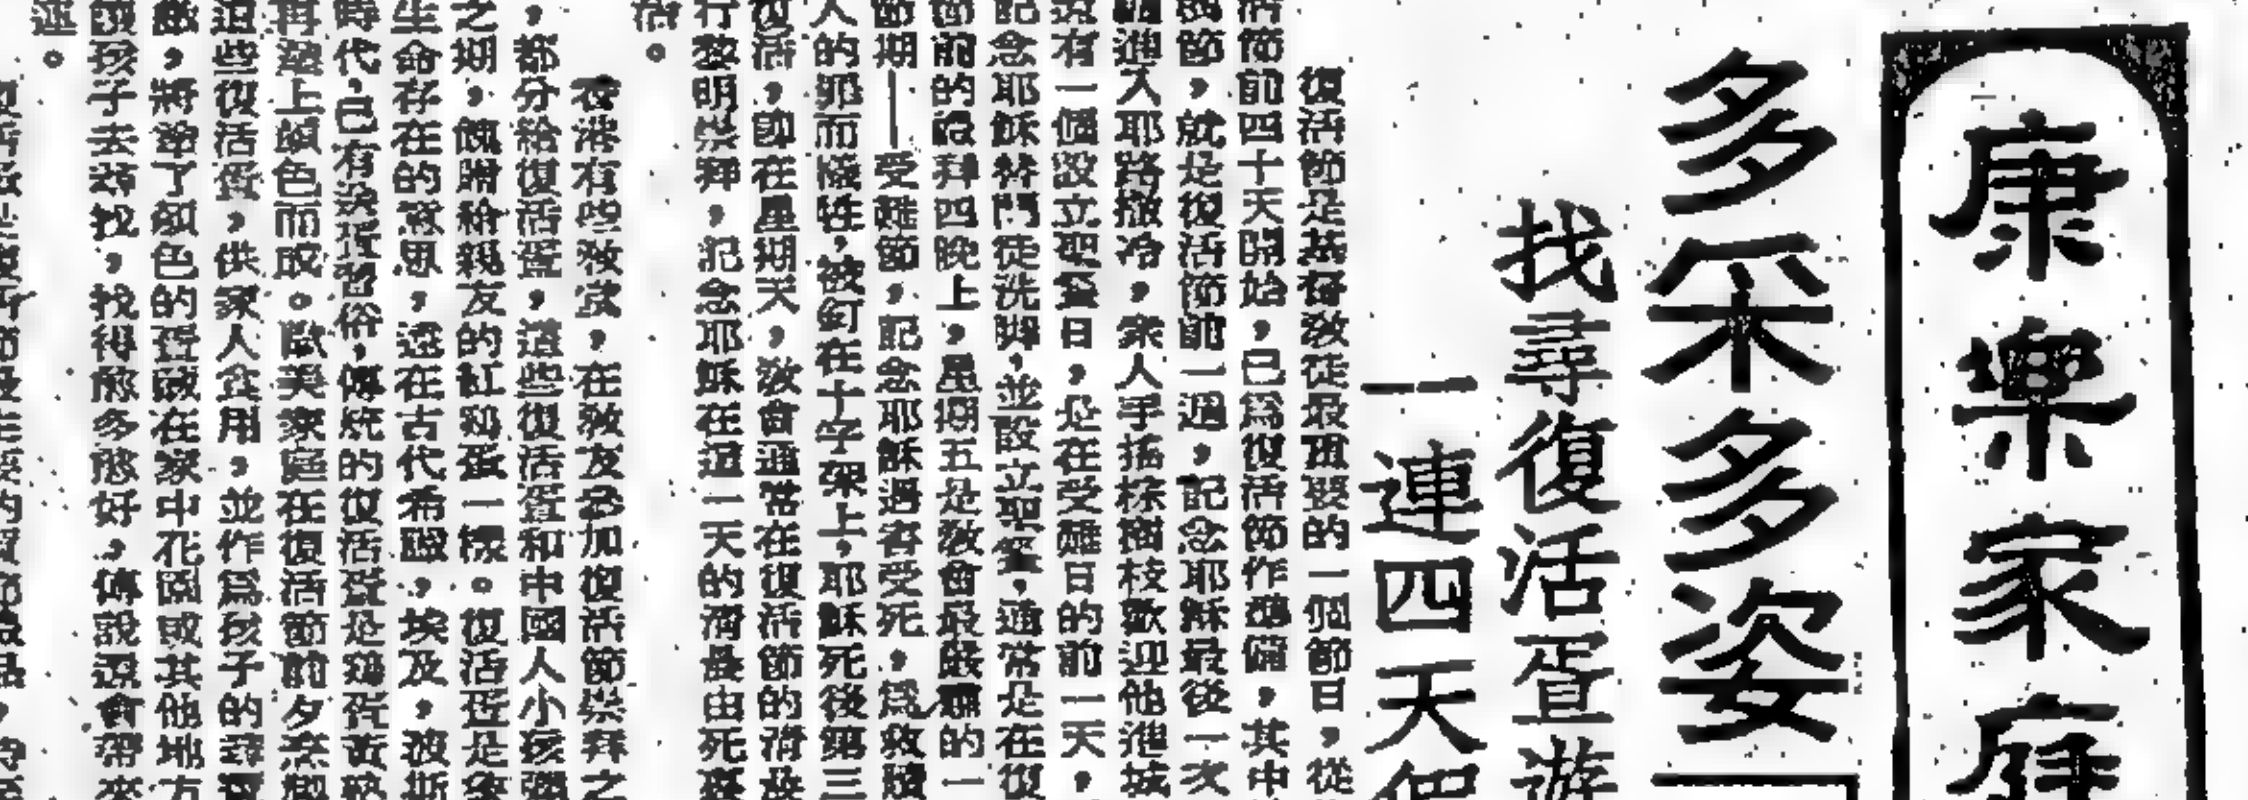 康樂家庭
多采多姿
找尋復活蛋遊
一連四天
復活節是基督教徒最重要的一個節日，從
活節前四十天開始，已爲復活節作準備，其中
節，就是復活節前一週，記念耶穌最後一次
進入耶路撒冷，衆人手搖棕樹枝歡迎他進城
還有一個設立聖餐日，是在受難日的前一天，
記念耶穌替門徒洗腳，並設立聖餐，通常是在復
節前的禮拜四晚上，星期五是教會最嚴肅的一
節期——受難節，記念耶穌遇害受死，爲救贖
人的罪而犧牲，被釘在十字架上，耶穌死後第三
復活，即在星期天，教會通常在復活節的清晨
行黎明崇拜，記念耶穌在這一天的清晨由死裏
活。
在港有些教堂，在教友參加復活節崇拜之
，都分給復活蛋，這些復活蛋和中國人小孩彌
之期，餽贈給親友的紅鷄蛋一樣。復活蛋是象
生命存在的意思，遠在古代希臘，埃及，波斯
時代，已有染蛋習俗，傳統的復活蛋是鷄蛋煮熟
再塗上顏色而成。歐美家庭在復活節前夕煮鷄
這些復活蛋，供家人食用，並作爲孩子的尋寶
戲，將塗了顏色的蛋藏在家中花園或其他地方
讓孩子去尋找，找得愈多愈好，傳說還會帶來
運。